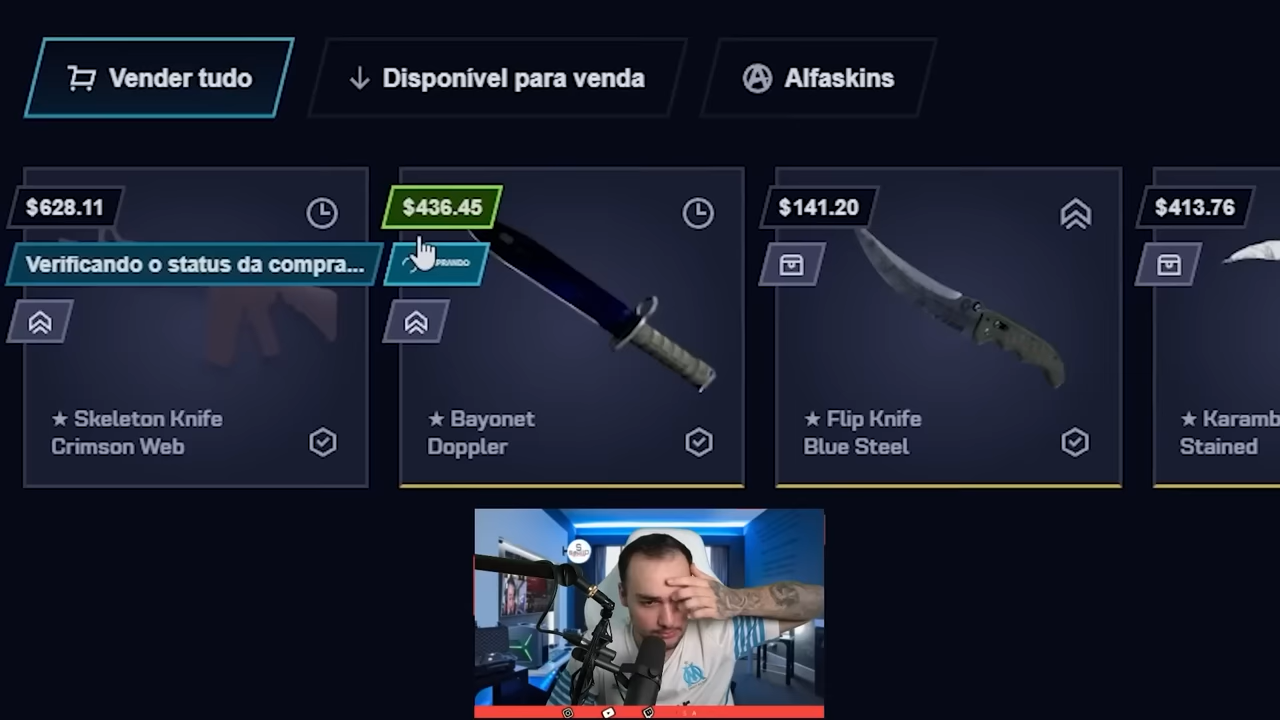 Vender tudo
Disponível para venda
Alfaskins
$628.11
Verificando o status da compra...
★ Skeleton Knife
Crimson Web
$436.45
★ Bayonet
Doppler
$141.20
★ Flip Knife
Blue Steel
$413.76
★ Karamb
Stained